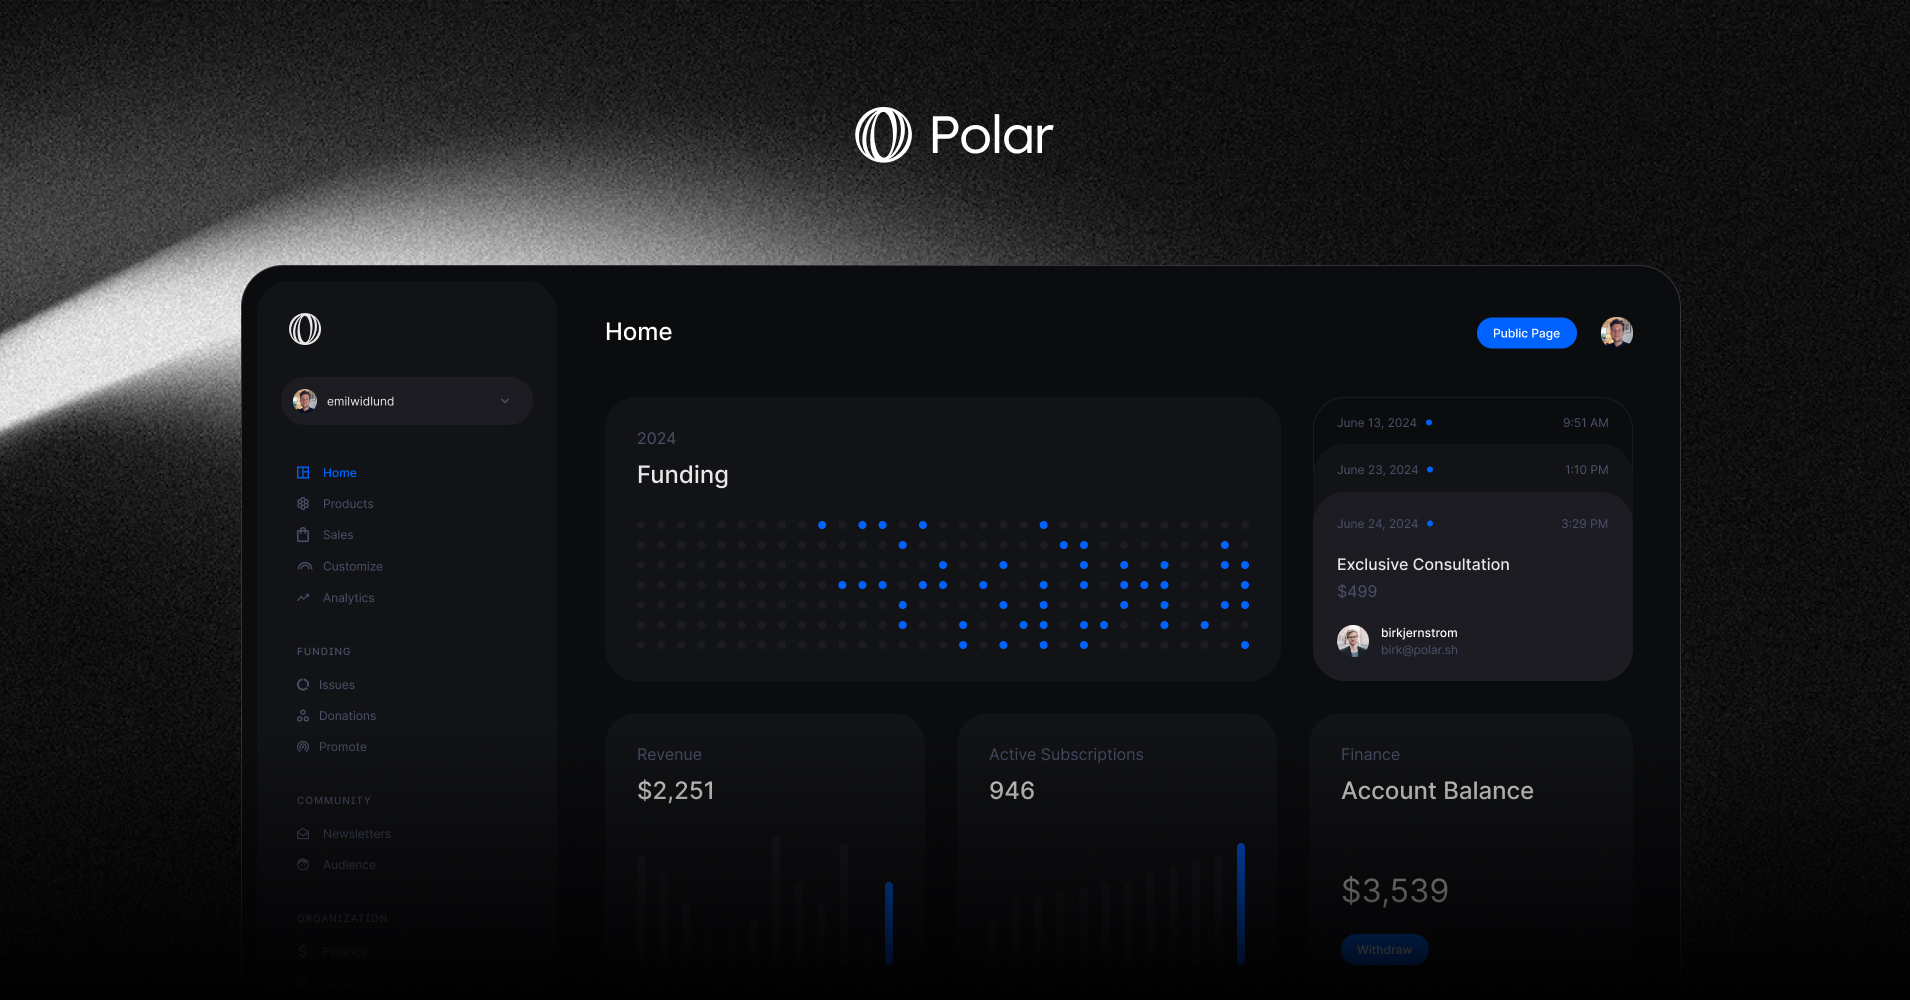 Polar
emilwidlund
Home
Products
Sales
Customize
Analytics
FUNDING
Issues
Donations
Promote
COMMUNITY
Newsletters
Audience
ORGANIZATION
Finance
Home
Public Page
2024
Funding
June 13, 2024 9:51 AM
June 23, 2024 1:10 PM
June 24, 2024 3:29 PM
Exclusive Consultation
$499
birkjernstrom
birk@polar.sh
Revenue
$2,251
Active Subscriptions
946
Finance
Account Balance
$3,539
Withdraw